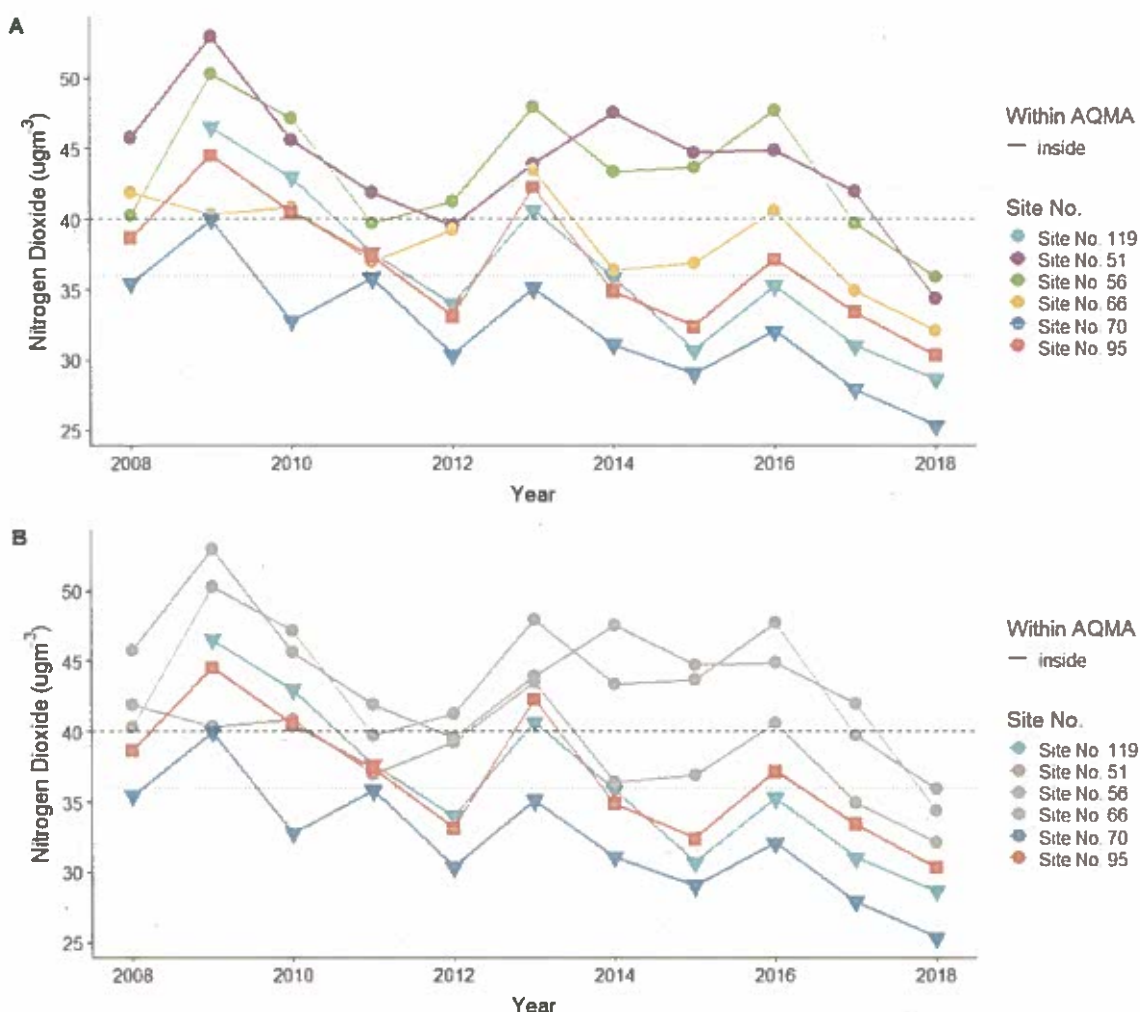 A
Nitrogen Dioxide (ugm³)
50
45
40
35
30
25
2008
2010
2012
2014
2016
2018
Year
Within AQMA
inside
Site No.
Site No. 119
Site No. 51
Site No. 56
Site No. 66
Site No. 70
Site No. 95
B
Nitrogen Dioxide (ugm³)
50
45
40
35
30
25
2008
2010
2012
2014
2016
2018
Year
Within AQMA
inside
Site No.
Site No. 119
Site No. 51
Site No. 56
Site No. 66
Site No. 70
Site No. 95